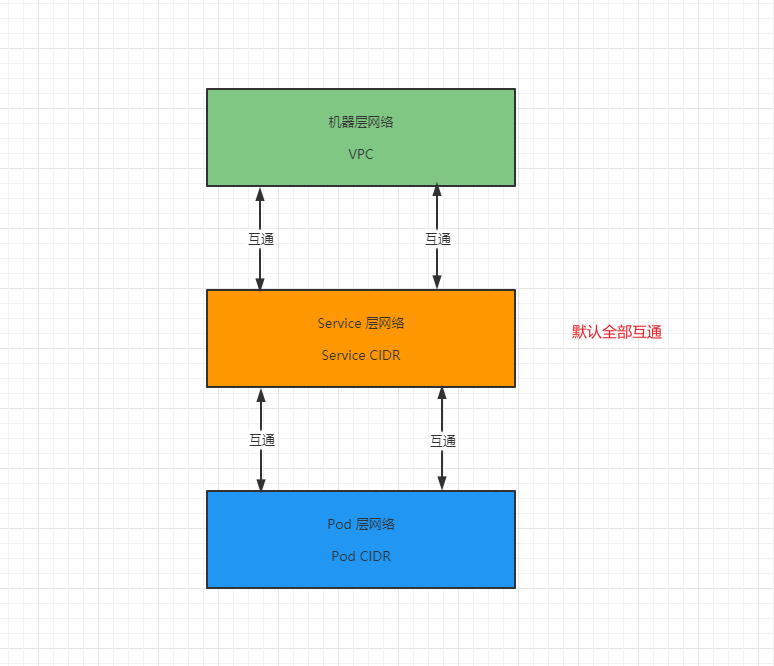 机器层网络
VPC
互通
互通
Service 层网络
Service CIDR
默认全部互通
互通
互通
Pod 层网络
Pod CIDR